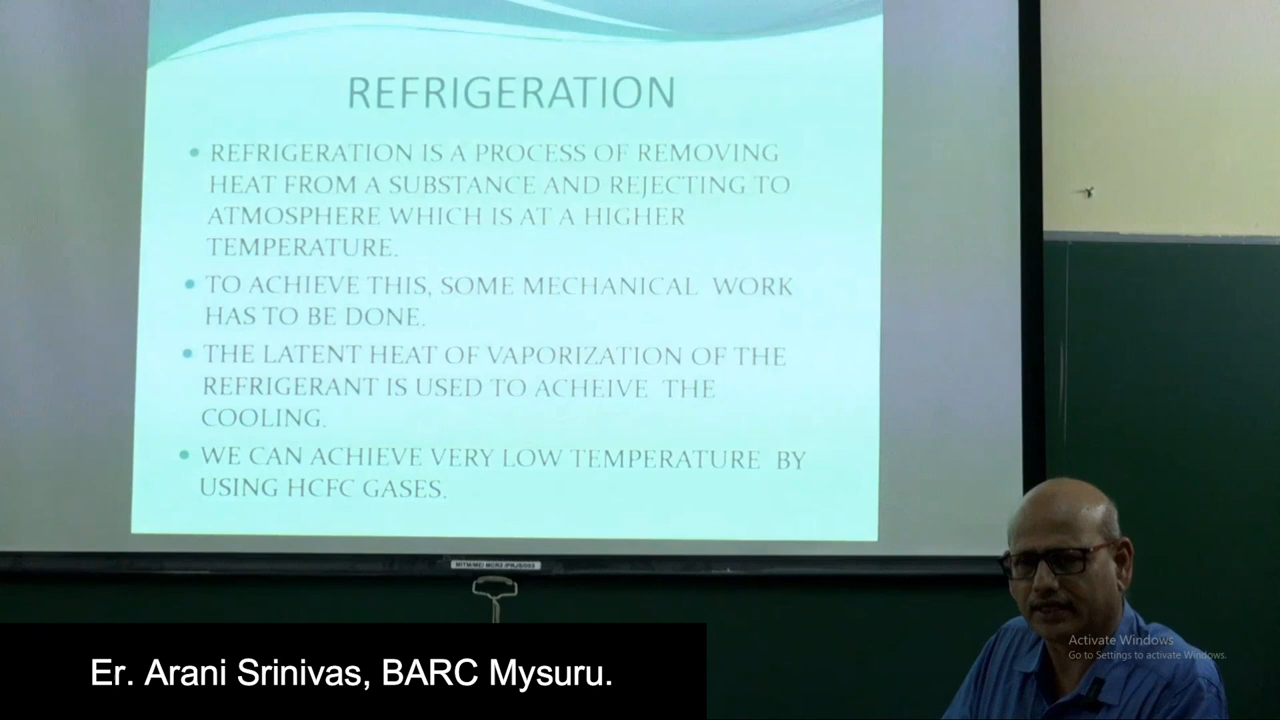 REFRIGERATION
• REFRIGERATION IS A PROCESS OF REMOVING
HEAT FROM A SUBSTANCE AND REJECTING TO
ATMOSPHERE WHICH IS AT A HIGHER
TEMPERATURE.
• TO ACHIEVE THIS, SOME MECHANICAL WORK
HAS TO BE DONE.
• THE LATENT HEAT OF VAPORIZATION OF THE
REFRIGERANT IS USED TO ACHEIVE THE
COOLING.
• WE CAN ACHIEVE VERY LOW TEMPERATURE BY
USING HCFC GASES.
Activate Windows
Go to Settings to activate Windows.
Er. Arani Srinivas, BARC Mysuru.